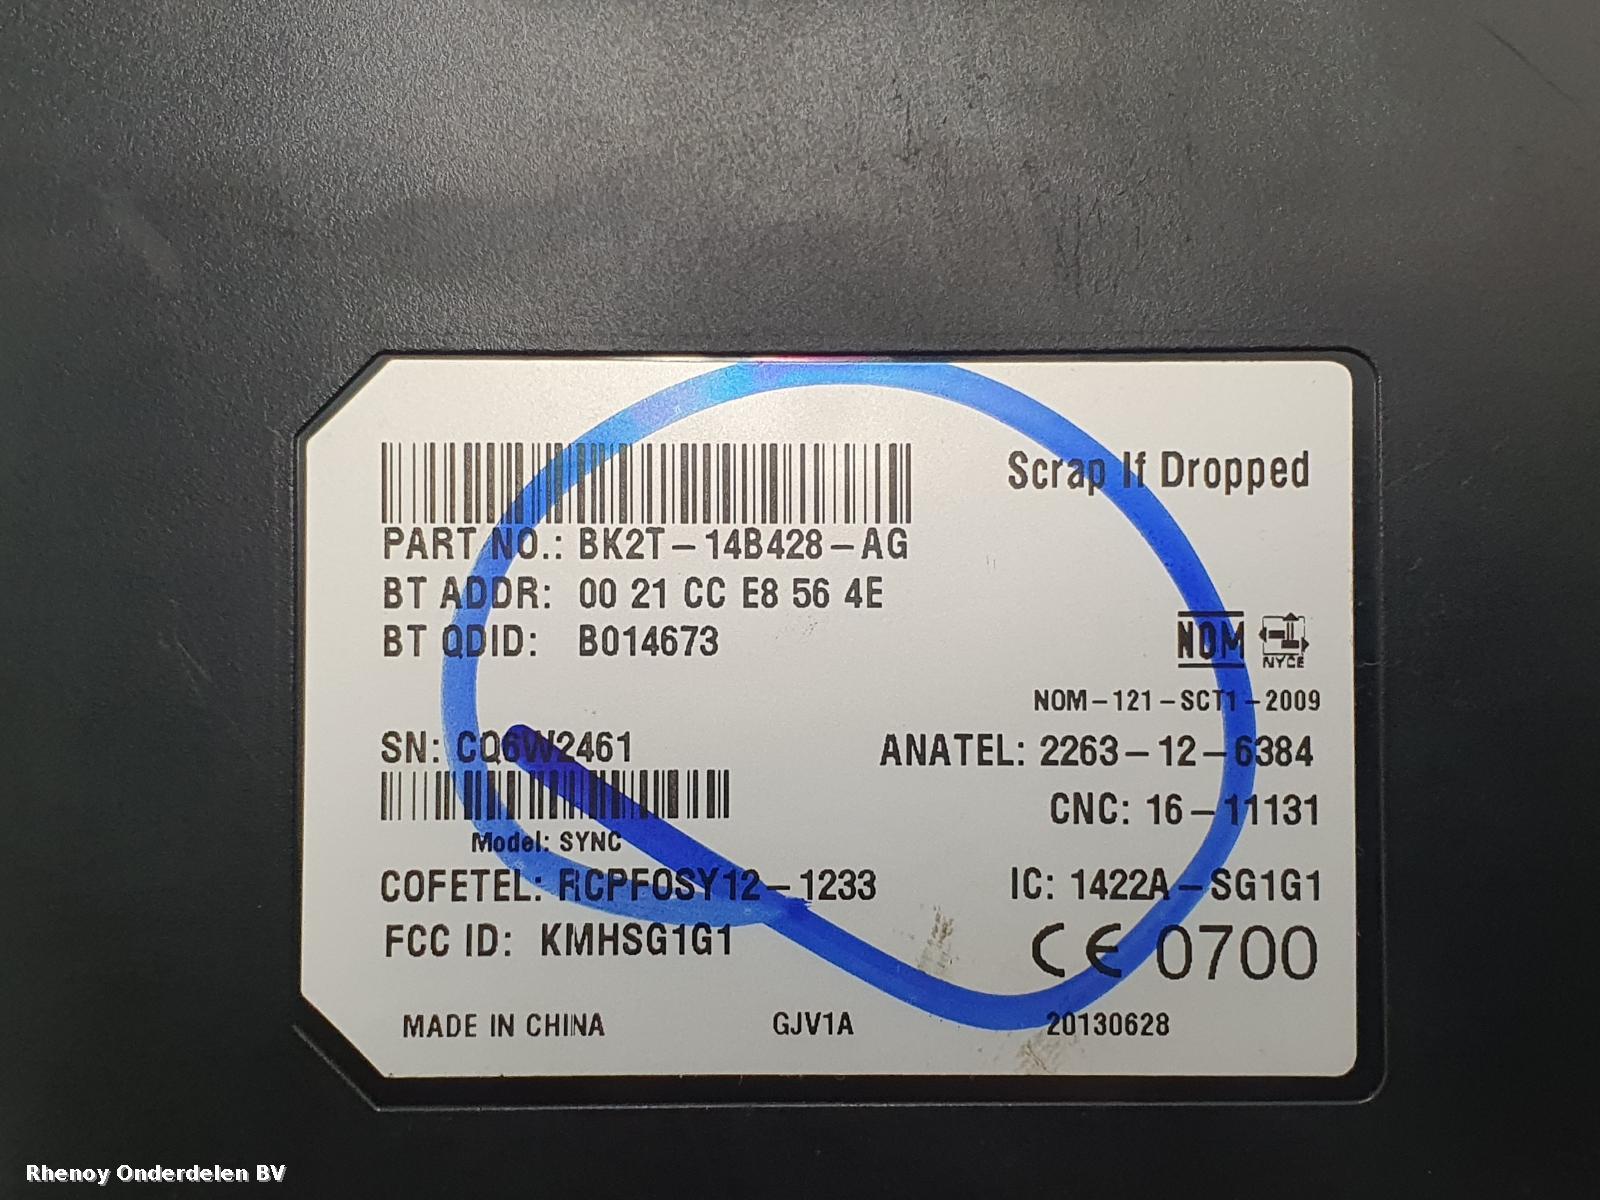 Scrap If Dropped
PART NO.: BK2T-14B428-AG
BT ADDR: 00 21 CC E8 56 4E
BT QDID: B014673
NOM NYCE
NOM-121-SCT1-2009
SN: CQ6W2461
ANATEL: 2263-12-6384
CNC: 16-11131
Model: SYNC
COFETEL: RCPFOSY12-1233
IC: 1422A-SG1G1
FCC ID: KMHSG1G1
CE 0700
MADE IN CHINA GJV1A 20130628
Rhenoy Onderdelen BV